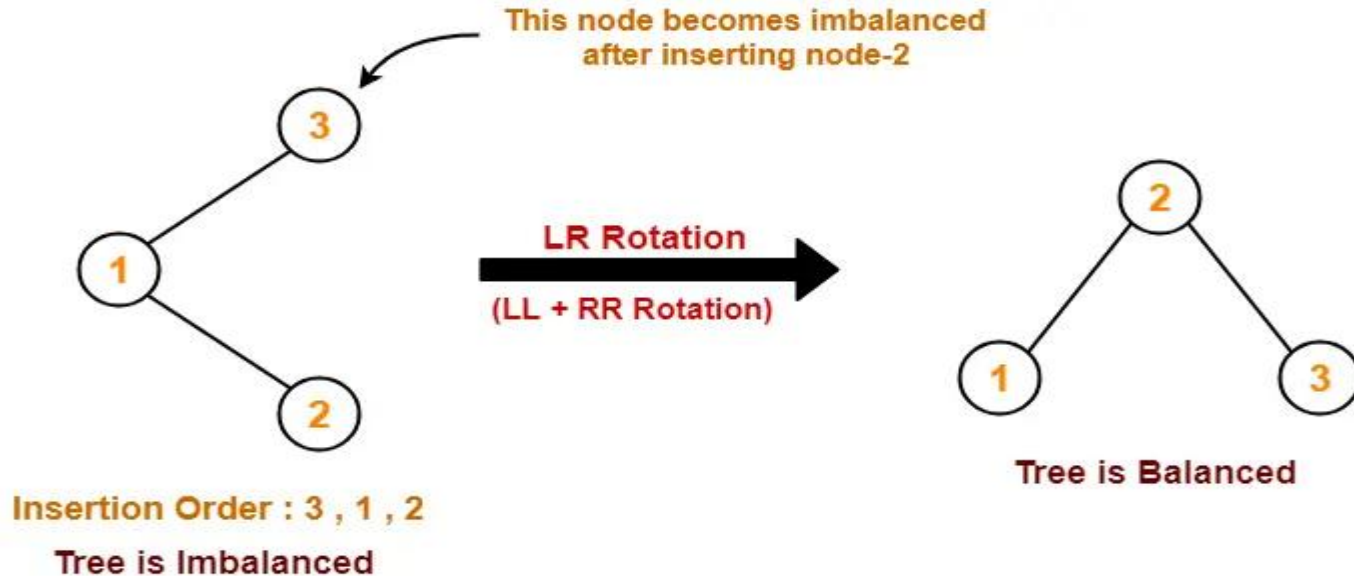 This node becomes imbalanced
after inserting node-2
3
1
2
LR Rotation
(LL + RR Rotation)
2
1
3
Insertion Order : 3 , 1 , 2
Tree is Imbalanced
Tree is Balanced